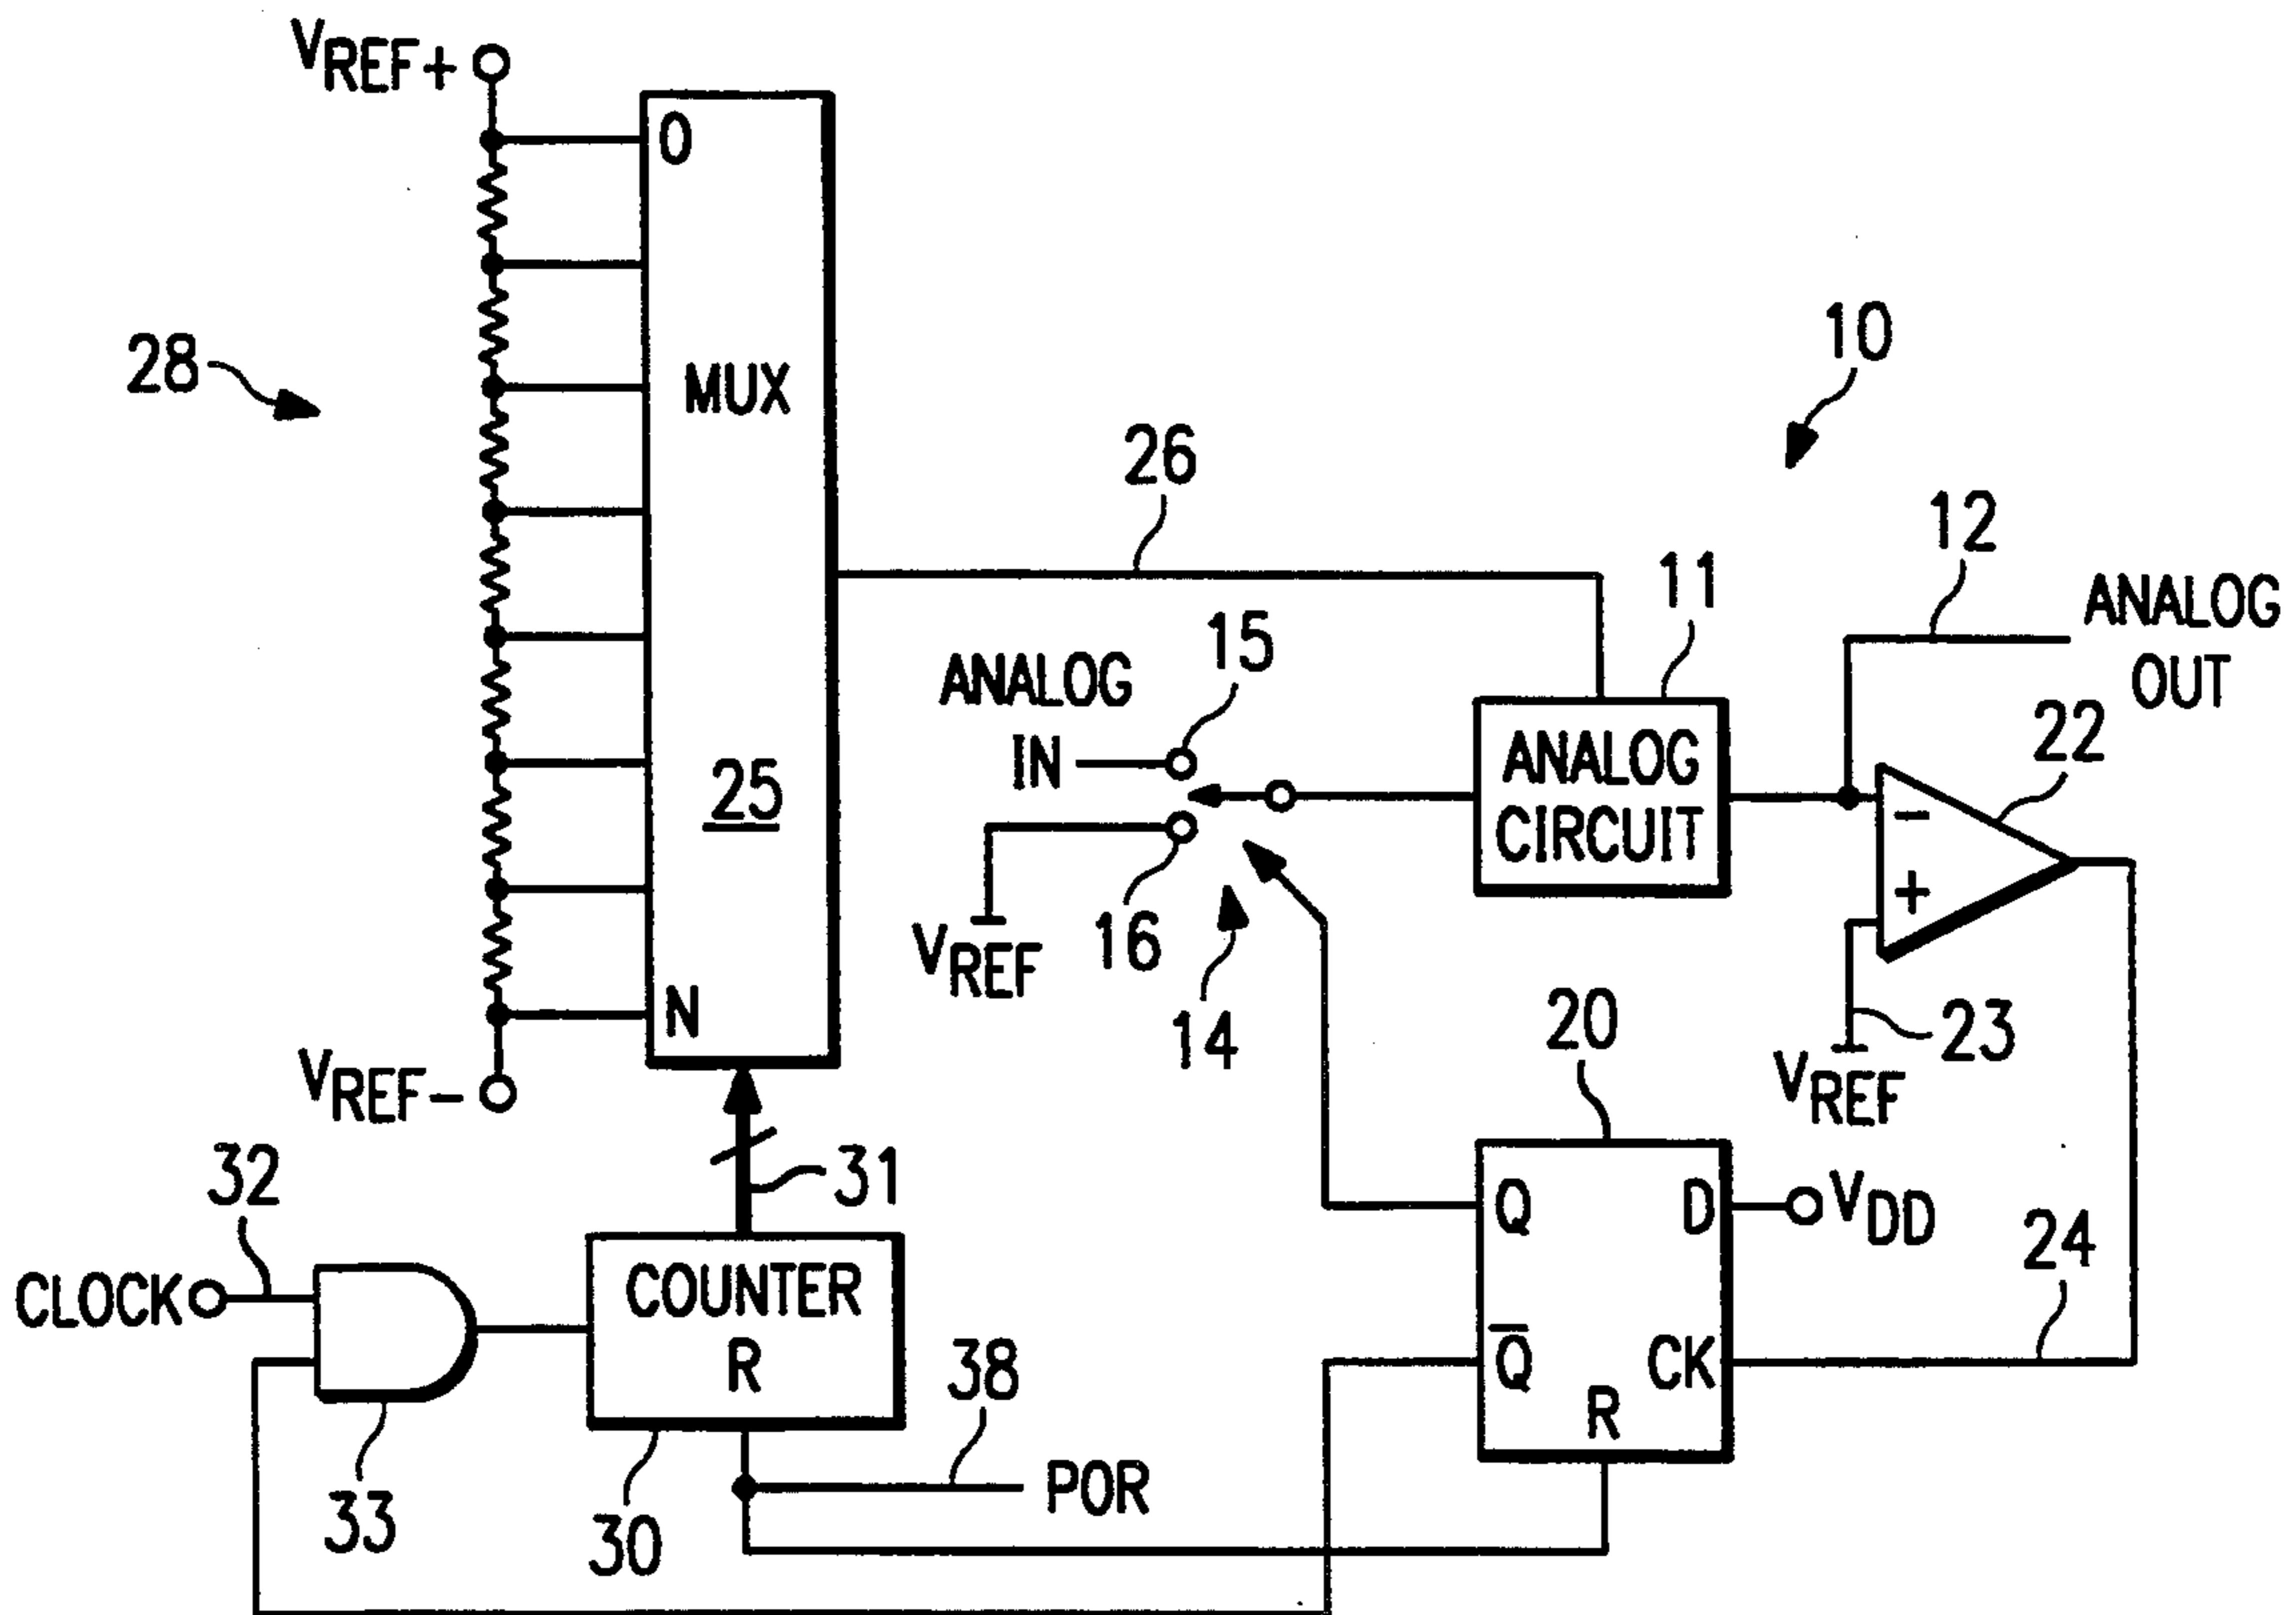 VREF+
0
MUX
28
10
26
12
ANALOG
OUT
11
15
ANALOG
IN
ANALOG
CIRCUIT
22
25
−
+
16
VREF
14
23
VREF
20
N
VREF-
31
32
CLOCK
COUNTER
R
Q
D
VDD
24
Q̅
CK
R
38
POR
33
30